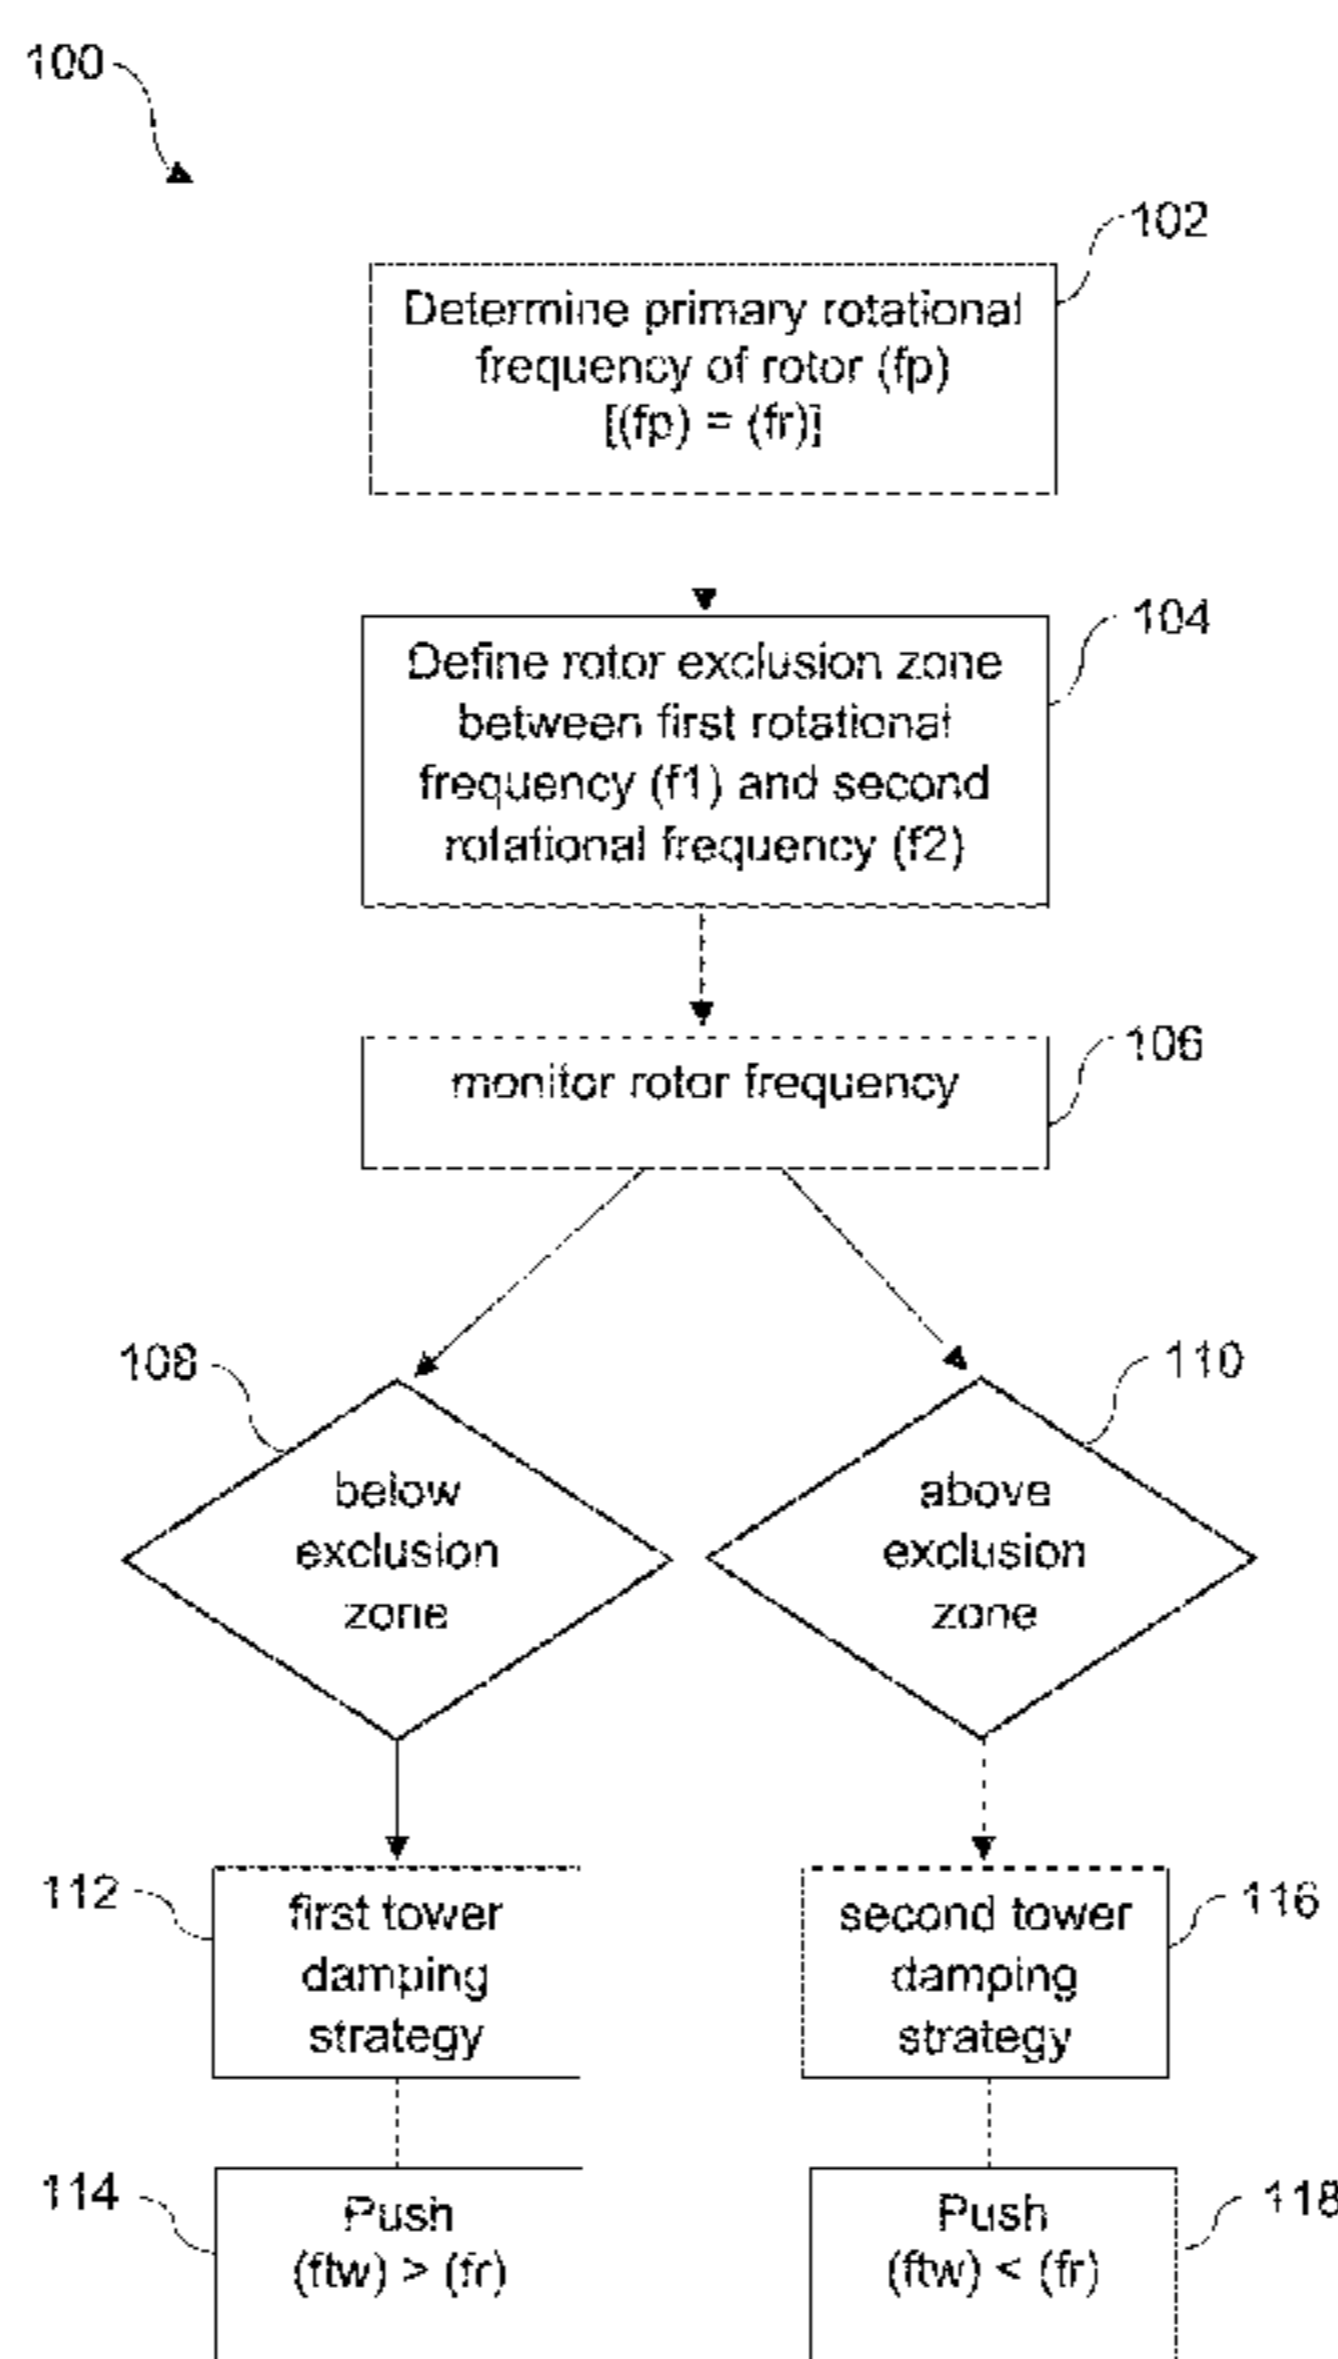 100
102
Determine primary rotational
frequency of rotor (fp)
[(fp) = (fr)]
104
Define rotor exclusion zone
between first rotational
frequency (f1) and second
rotational frequency (f2)
106
monitor rotor frequency
108
110
below
exclusion
zone
above
exclusion
zone
112
first tower
damping
strategy
116
second tower
damping
strategy
114
Push
(ftw) > (fr)
118
Push
(ftw) < (fr)